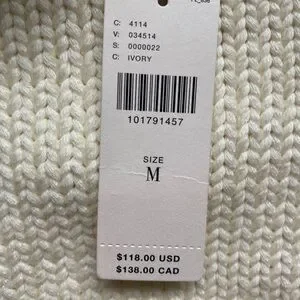 C: 4114
V: 034514
S: 0000022
C: IVORY
101791457
SIZE
M
$118.00 USD
$138.00 CAD